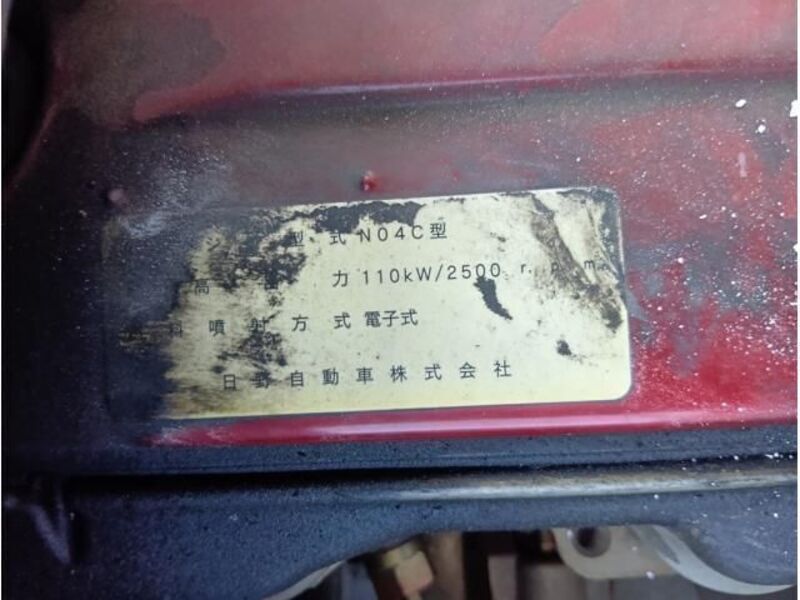 型 式 N04C型
高 力 110kW/2500 r.p.m.
料 噴 射 方 式 電子式
日 野 自 動 車 株 式 会 社